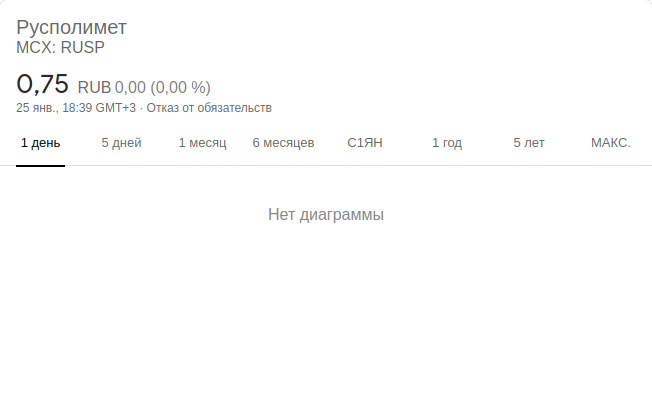 Русполимет
MCX: RUSP
0,75 RUB 0,00 (0,00 %)
25 янв., 18:39 GMT+3 · Отказ от обязательств
1 день 5 дней 1 месяц 6 месяцев С1ЯН 1 год 5 лет МАКС.
Нет диаграммы